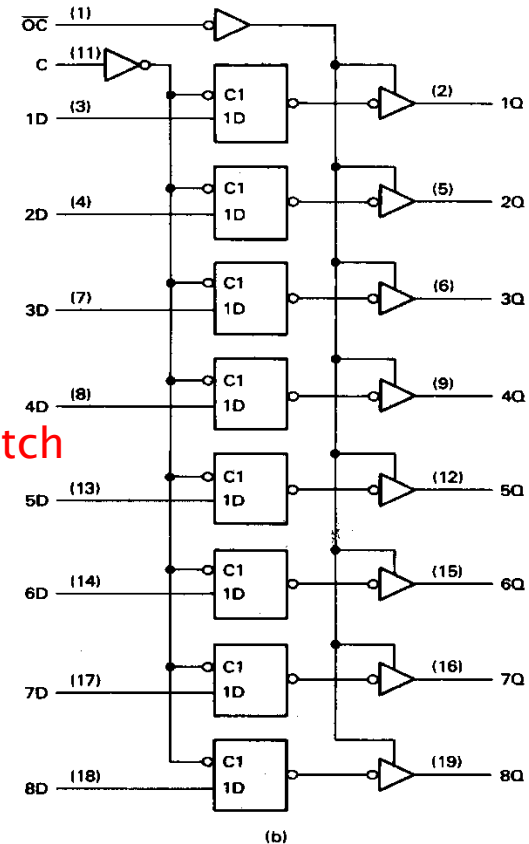 OC (1)
C (11)
C1
1D (3) 1D (2) 1Q
C1
2D (4) 1D (5) 2Q
C1
3D (7) 1D (6) 3Q
C1
4D (8) 1D (9) 4Q
tch
C1
5D (13) 1D (12) 5Q
C1
6D (14) 1D (15) 6Q
C1
7D (17) 1D (16) 7Q
C1
8D (18) 1D (19) 8Q
(b)